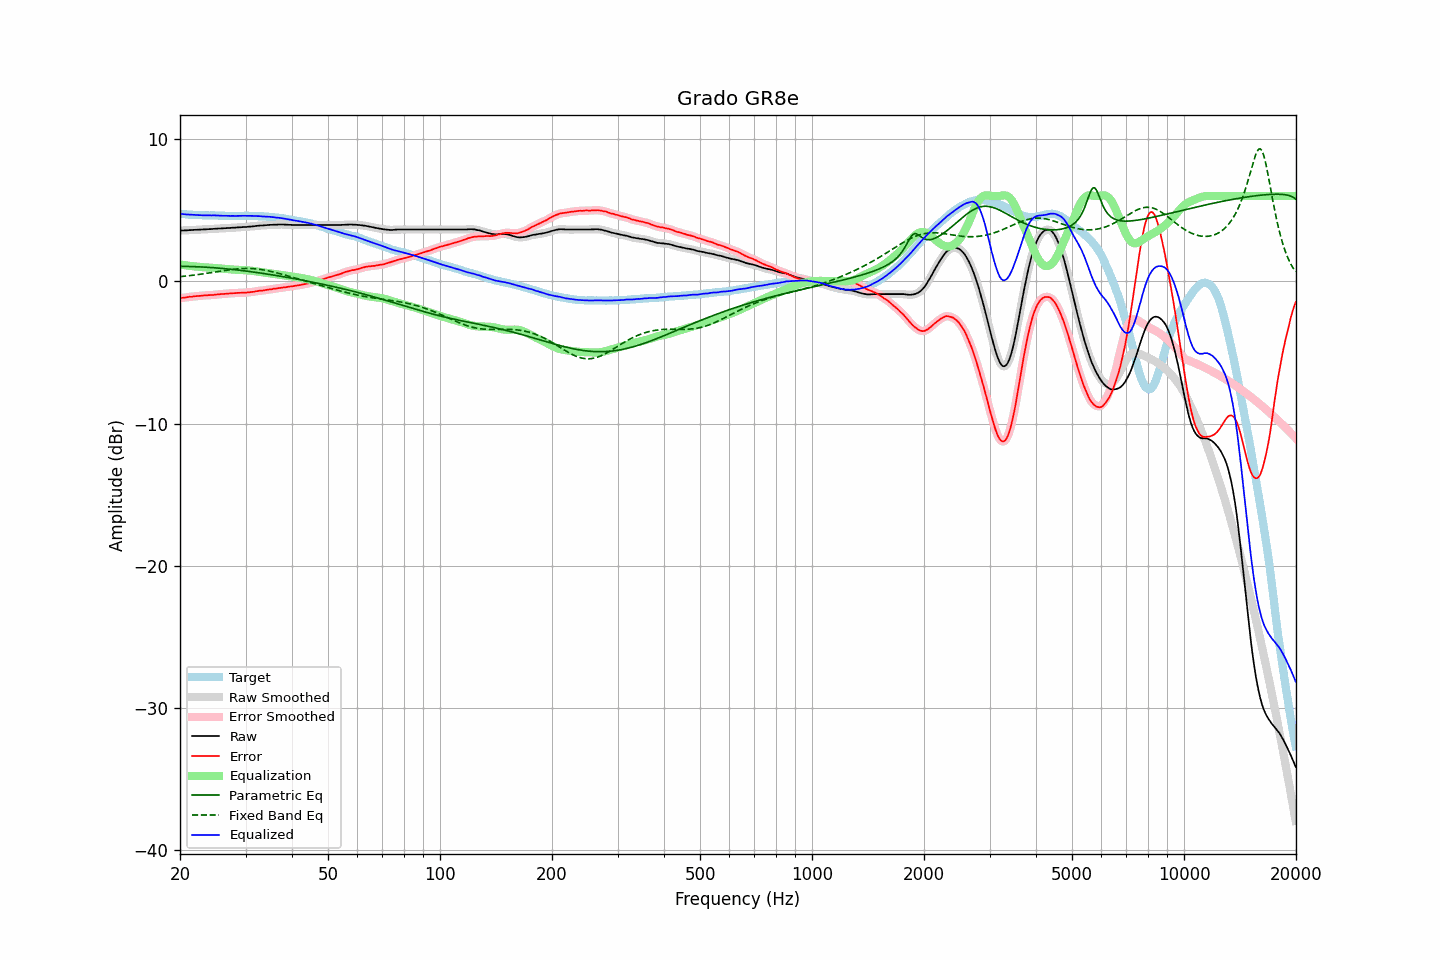 Grado GR8e
Amplitude (dBr)
10
0
−10
−20
−30
−40
Target
Raw Smoothed
Error Smoothed
Raw
Error
Equalization
Parametric Eq
Fixed Band Eq
Equalized
20 50 100 200 500 1000 2000 5000 10000 20000
Frequency (Hz)